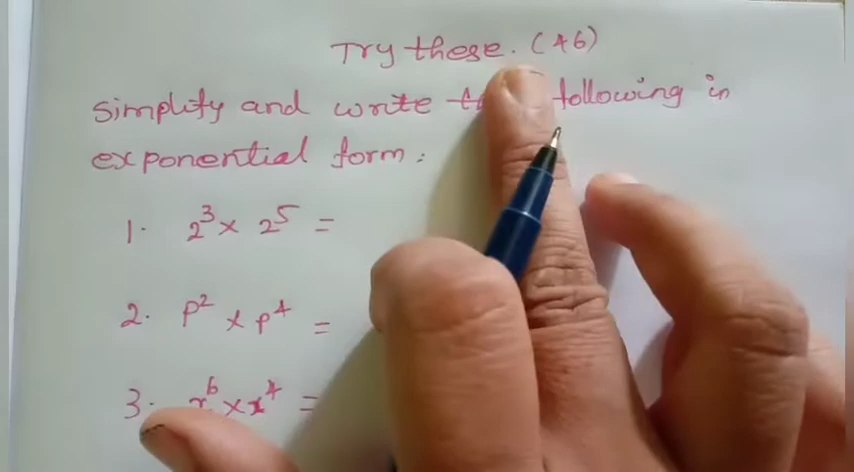 Try these. (46)
simplify and write following in
exponential form:
1. 2³ × 2⁵ =
2. P² × P⁴ =
3. x⁶ × x⁴ =